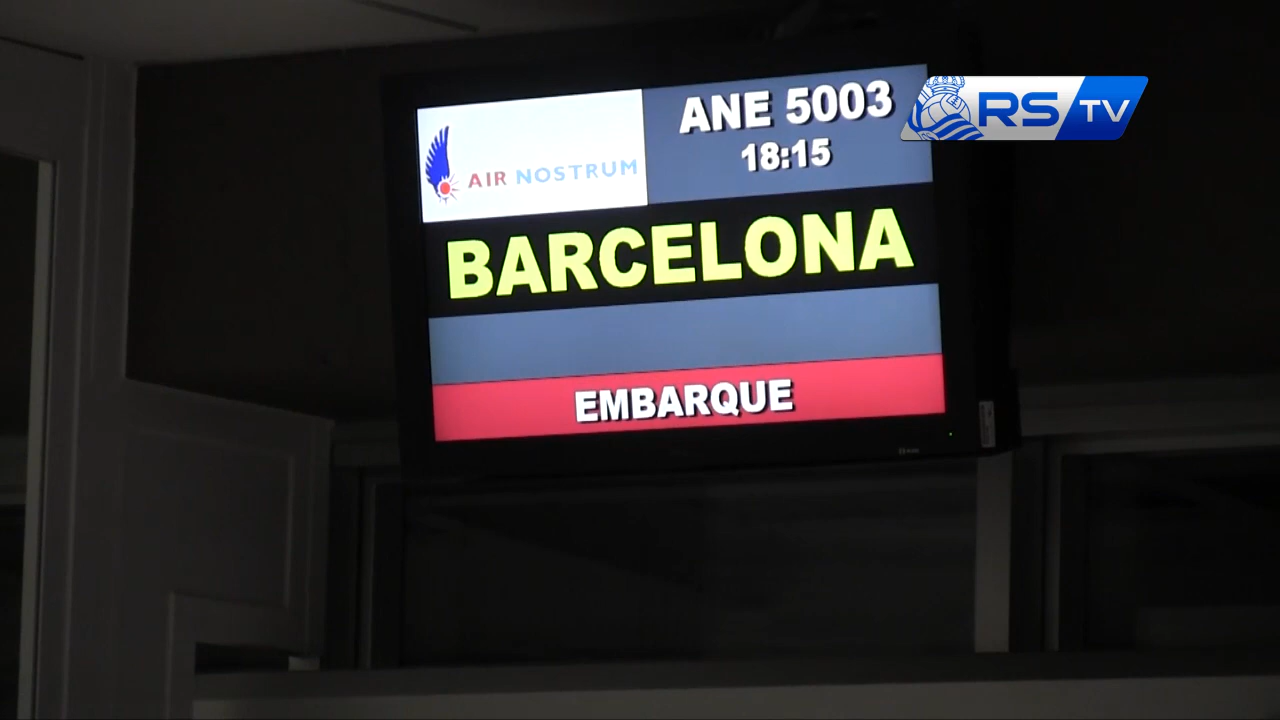 AIR NOSTRUM
ANE 5003
18:15
RS TV
BARCELONA
EMBARQUE